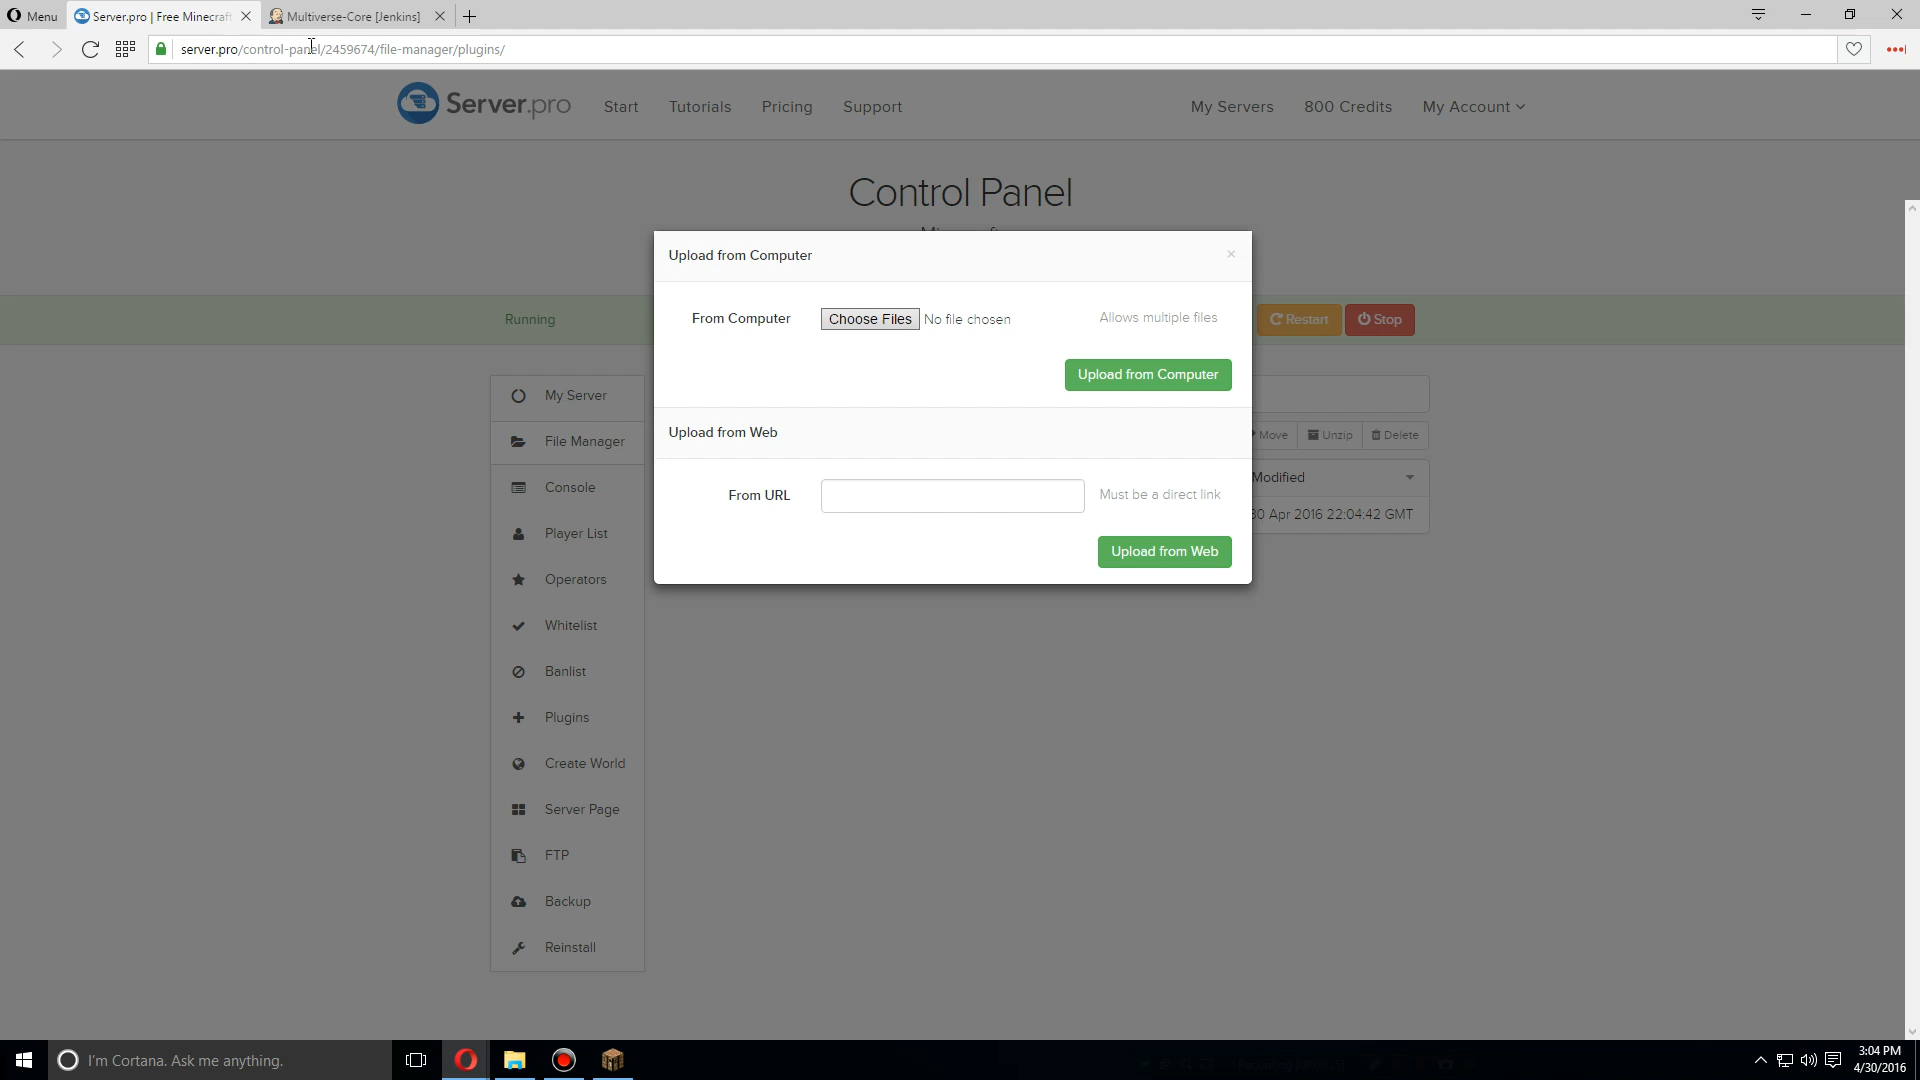 Menu
Server.pro | Free Minecraft
Multiverse-Core [Jenkins]
server.pro/control-panel/2459674/file-manager/plugins/
Server.pro
Start
Tutorials
Pricing
Support
My Servers
800 Credits
My Account
Control Panel
Running
Restart
Stop
Upload from Computer
From Computer
Choose Files
No file chosen
Allows multiple files
Upload from Computer
Upload from Web
From URL
Must be a direct link
Upload from Web
My Server
File Manager
Console
Player List
Operators
Whitelist
Banlist
Plugins
Create World
Server Page
FTP
Backup
Reinstall
Move
Unzip
Delete
Modified
30 Apr 2016 22:04:42 GMT
I'm Cortana. Ask me anything.
3:04 PM
4/30/2016